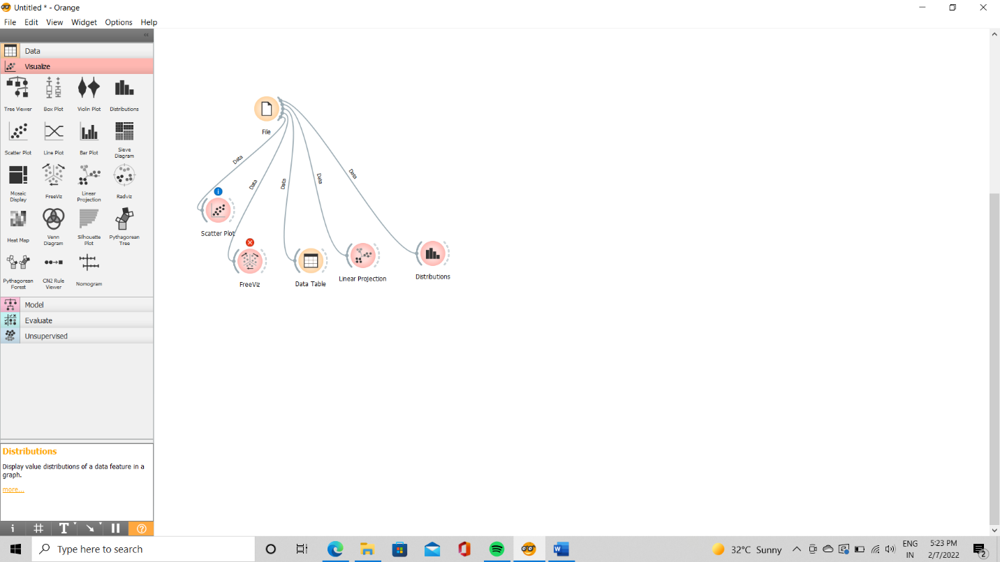 Untitled * - Orange
File Edit View Widget Options Help
Data
Visualize
Tree Viewer Box Plot Violin Plot Distributions
Scatter Plot Line Plot Bar Plot Sieve Diagram
Mosaic Display FreeViz Linear Projection Radviz
Heat Map Venn Diagram Silhouette Plot Pythagorean Tree
Pythagorean Forest CN2 Rule Viewer Nomogram
Model
Evaluate
Unsupervised
File
Data
Data
Data
Data
Data
Scatter Plot
FreeViz
Data Table
Linear Projection
Distributions
Distributions
Display value distributions of a data feature in a
graph.
more...
Type here to search
32°C Sunny
ENG
IN
5:23 PM
2/7/2022
2